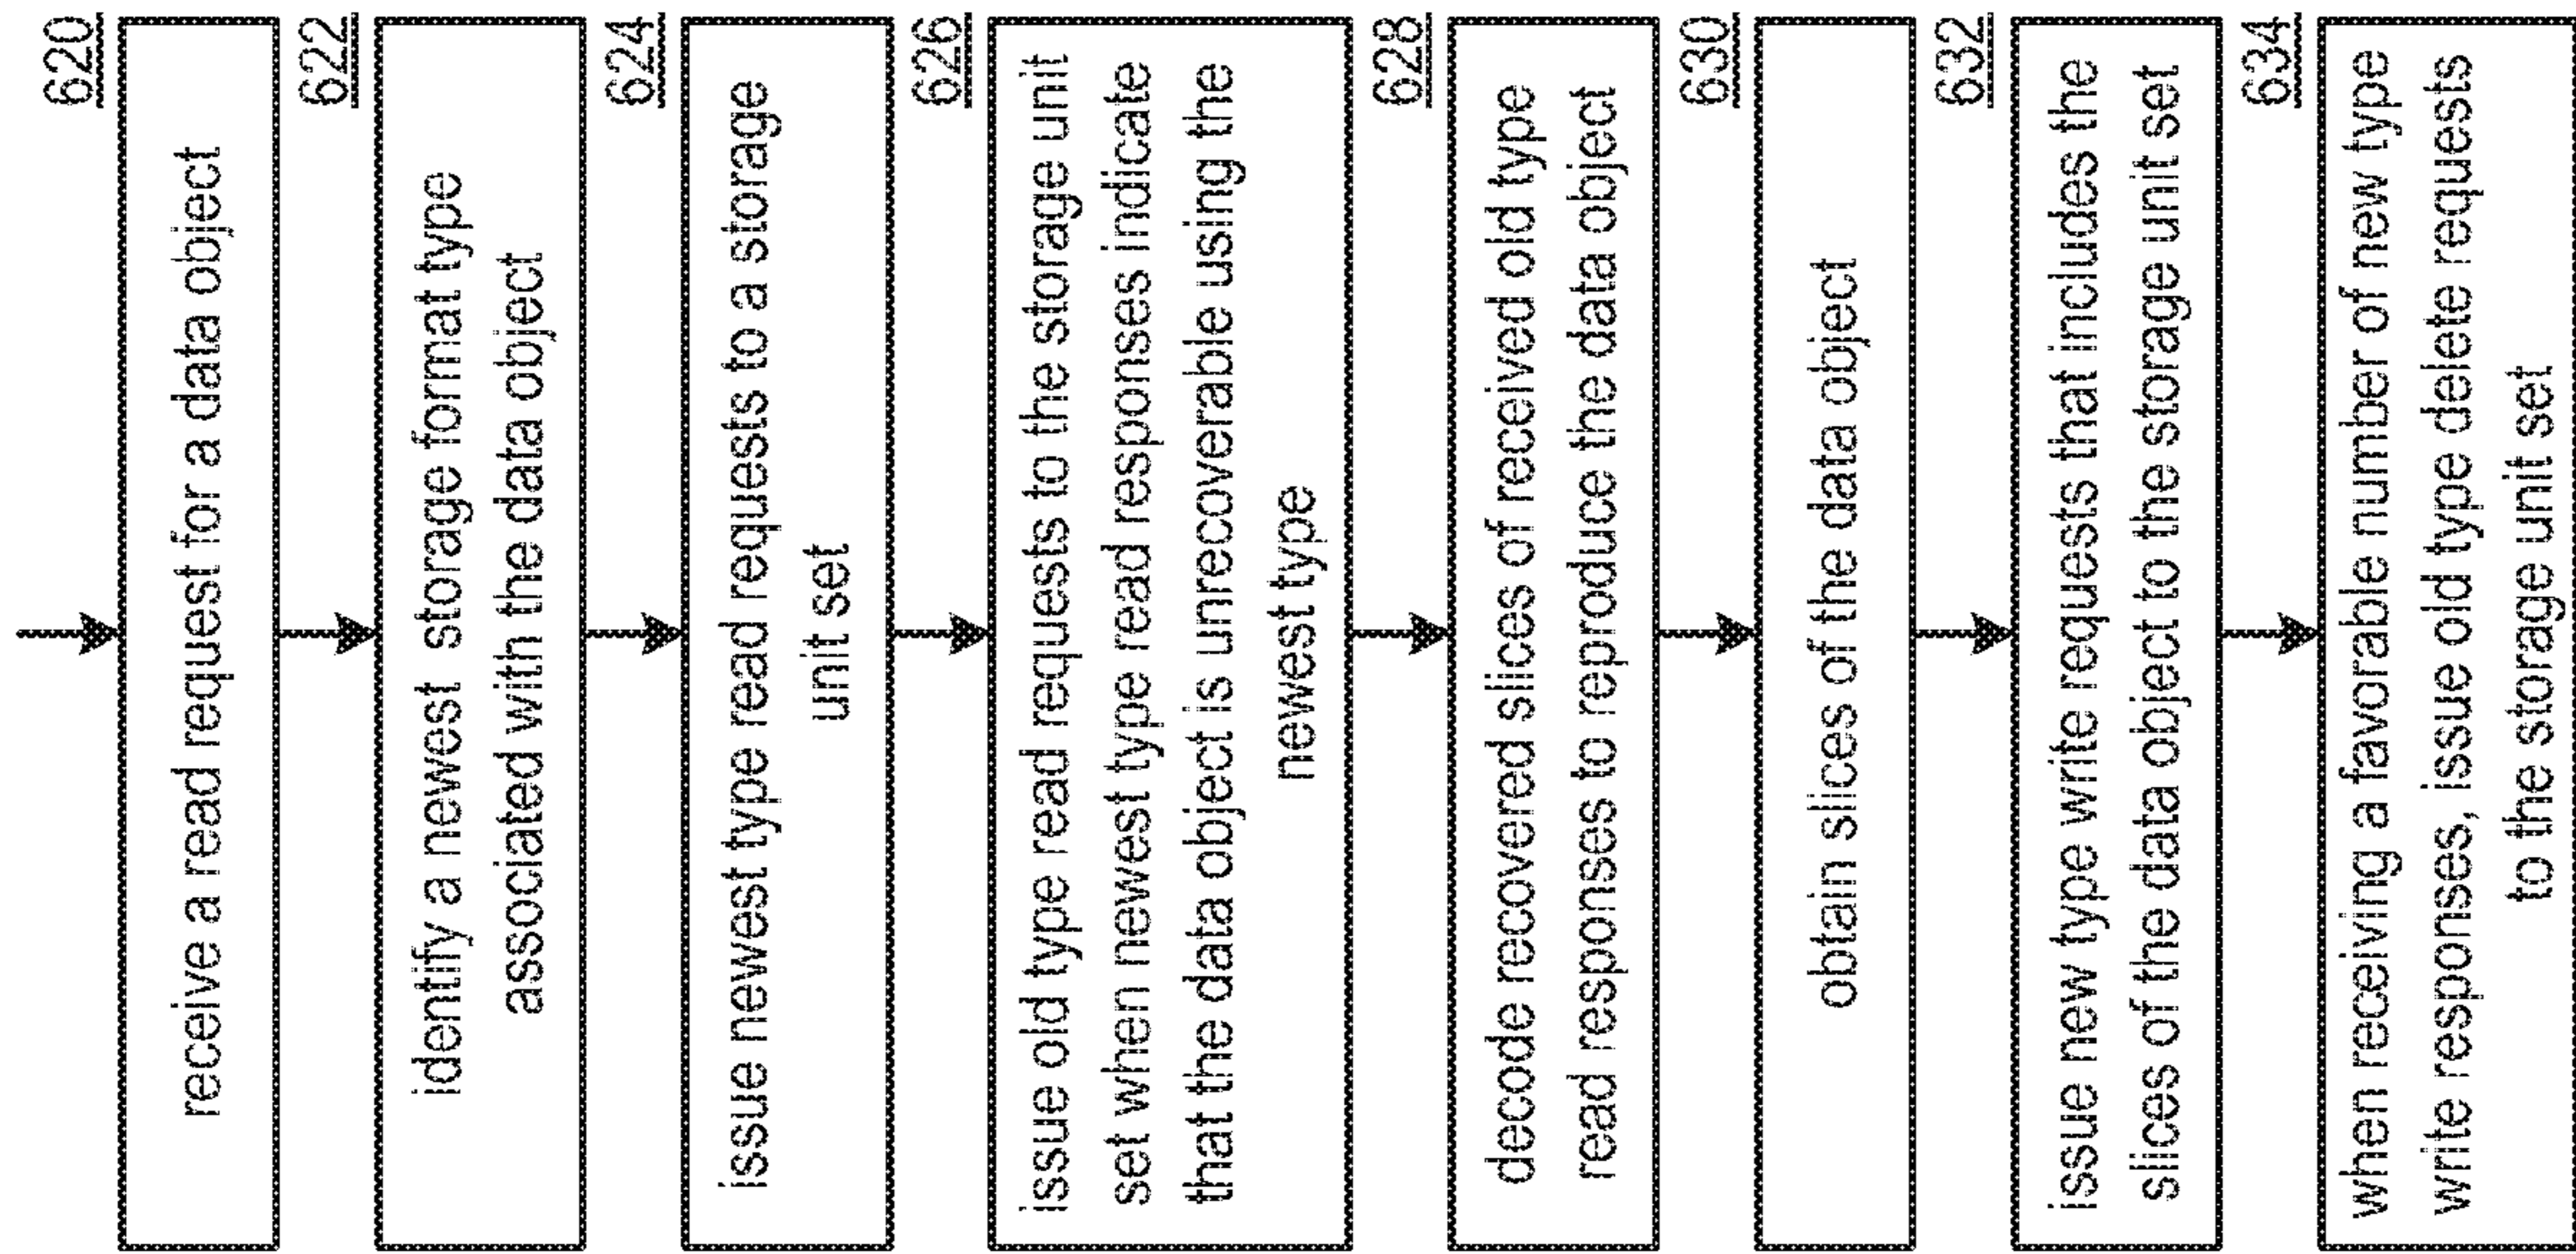 620
receive a read request for a data object
622
identify a newest storage format type
associated with the data object
624
issue newest type read requests to a storage
unit set
626
issue old type read requests to the storage unit
set when newest type read responses indicate
that the data object is unrecoverable using the
newest type
628
decode recovered slices of received old type
read responses to reproduce the data object
630
obtain slices of the data object
632
issue new type write requests that includes the
slices of the data object to the storage unit set
634
when receiving a favorable number of new type
write responses, issue old type delete requests
to the storage unit set